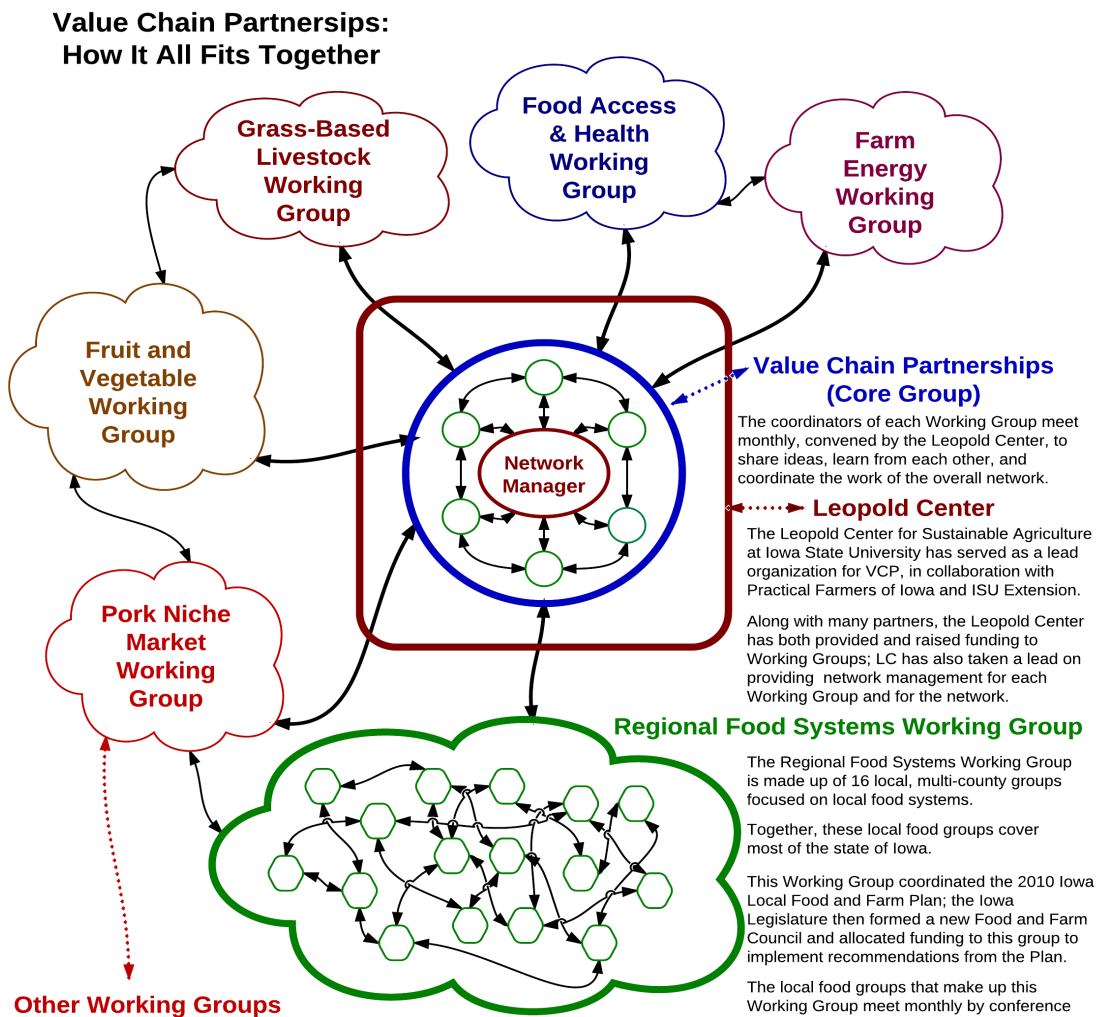 Value Chain Partnersips:
How It All Fits Together
Grass-Based
Livestock
Working
Group
Food Access
& Health
Working
Group
Farm
Energy
Working
Group
Fruit and
Vegetable
Working
Group
Network
Manager
Value Chain Partnerships
(Core Group)
The coordinators of each Working Group meet
monthly, convened by the Leopold Center, to
share ideas, learn from each other, and
coordinate the work of the overall network.
Leopold Center
The Leopold Center for Sustainable Agriculture
at Iowa State University has served as a lead
organization for VCP, in collaboration with
Practical Farmers of Iowa and ISU Extension.
Along with many partners, the Leopold Center
has both provided and raised funding to
Working Groups; LC has also taken a lead on
providing  network management for each
Working Group and for the network.
Pork Niche
Market
Working
Group
Regional Food Systems Working Group
The Regional Food Systems Working Group
is made up of 16 local, multi-county groups
focused on local food systems.
Together, these local food groups cover
most of the state of Iowa.
This Working Group coordinated the 2010 Iowa
Local Food and Farm Plan; the Iowa
Legislature then formed a new Food and Farm
Council and allocated funding to this group to
implement recommendations from the Plan.
The local food groups that make up this
Working Group meet monthly by conference
Other Working Groups